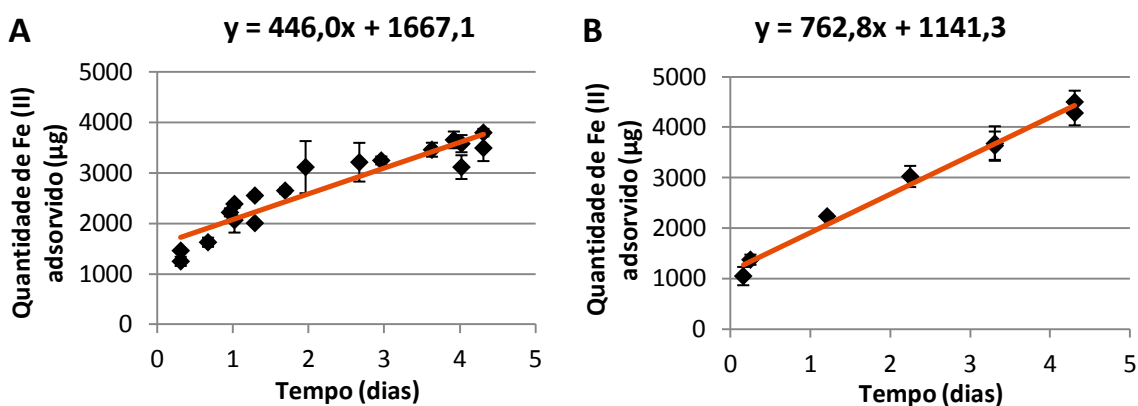 A
y = 446,0x + 1667,1
Quantidade de Fe (II)
adsorvido (µg)
5000
4000
3000
2000
1000
0
0 1 2 3 4 5
Tempo (dias)
B
y = 762,8x + 1141,3
Quantidade de Fe (II)
adsorvido (µg)
5000
4000
3000
2000
1000
0
0 1 2 3 4 5
Tempo (dias)